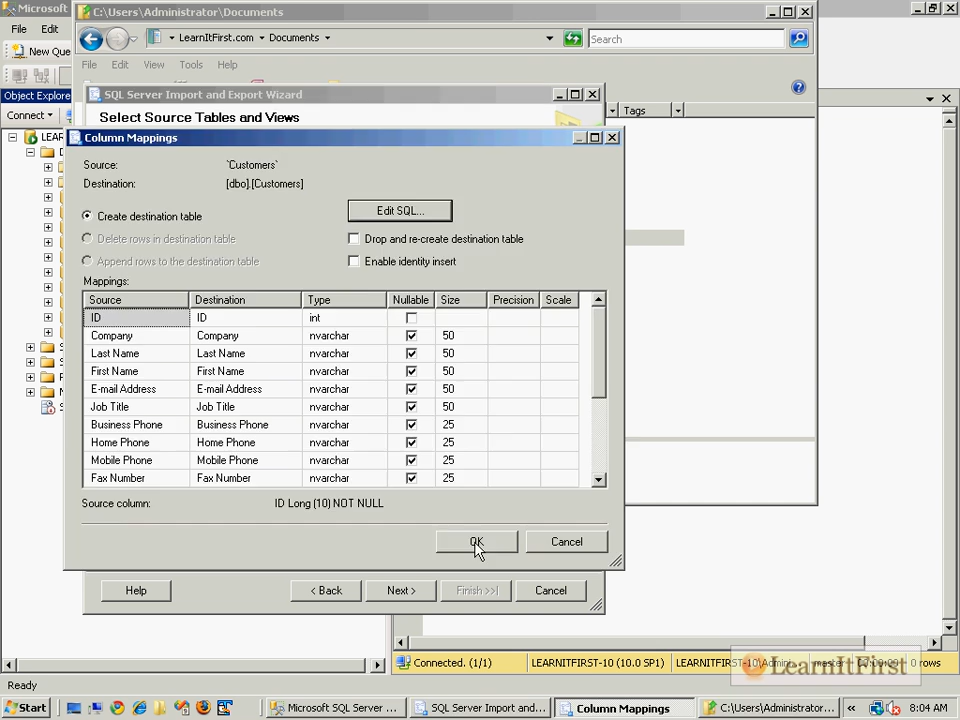 Microsoft
C:\Users\Administrator\Documents
LearnItFirst.com
Documents
Search
File Edit
File Edit View Tools Help
New Que
SQL Server Import and Export Wizard
Object Explore
Select Source Tables and Views
Tags
Connect
LEAR
Column Mappings
Source: `Customers`
Destination: [dbo].[Customers]
Create destination table
Edit SQL...
Delete rows in destination table
Drop and re-create destination table
Append rows to the destination table
Enable identity insert
Mappings:
Source Destination Type Nullable Size Precision Scale
ID ID int
Company Company nvarchar 50
Last Name Last Name nvarchar 50
First Name First Name nvarchar 50
E-mail Address E-mail Address nvarchar 50
Job Title Job Title nvarchar 50
Business Phone Business Phone nvarchar 25
Home Phone Home Phone nvarchar 25
Mobile Phone Mobile Phone nvarchar 25
Fax Number Fax Number nvarchar 25
Source column: ID Long (10) NOT NULL
OK Cancel
Help < Back Next > Finish >>| Cancel
Connected. (1/1) LEARNITFIRST-10 (10.0 SP1) LEARNITFIRST-10\Admin... master 00:00:00 0 rows
LearnItFirst
Ready
Start
Microsoft SQL Server ...
SQL Server Import and...
Column Mappings
C:\Users\Administrator...
8:04 AM